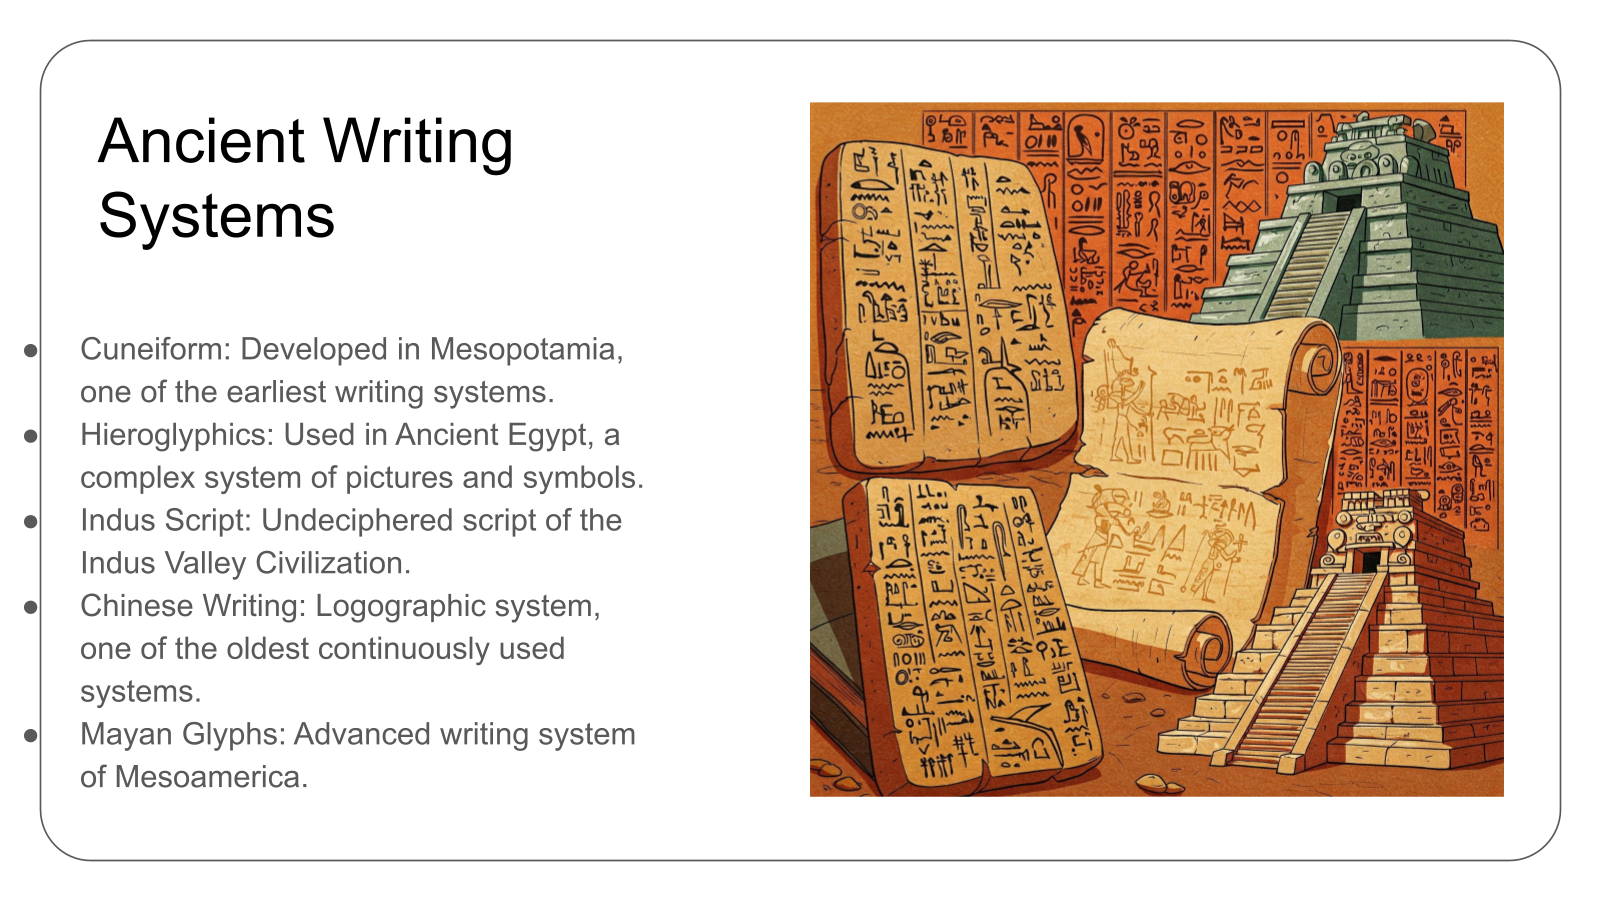 Ancient Writing
Systems
● Cuneiform: Developed in Mesopotamia,
one of the earliest writing systems.
● Hieroglyphics: Used in Ancient Egypt, a
complex system of pictures and symbols.
● Indus Script: Undeciphered script of the
Indus Valley Civilization.
● Chinese Writing: Logographic system,
one of the oldest continuously used
systems.
● Mayan Glyphs: Advanced writing system
of Mesoamerica.